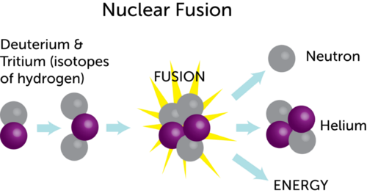 Nuclear Fusion
Deuterium &
Tritium (isotopes
of hydrogen)
FUSION
Neutron
Helium
ENERGY